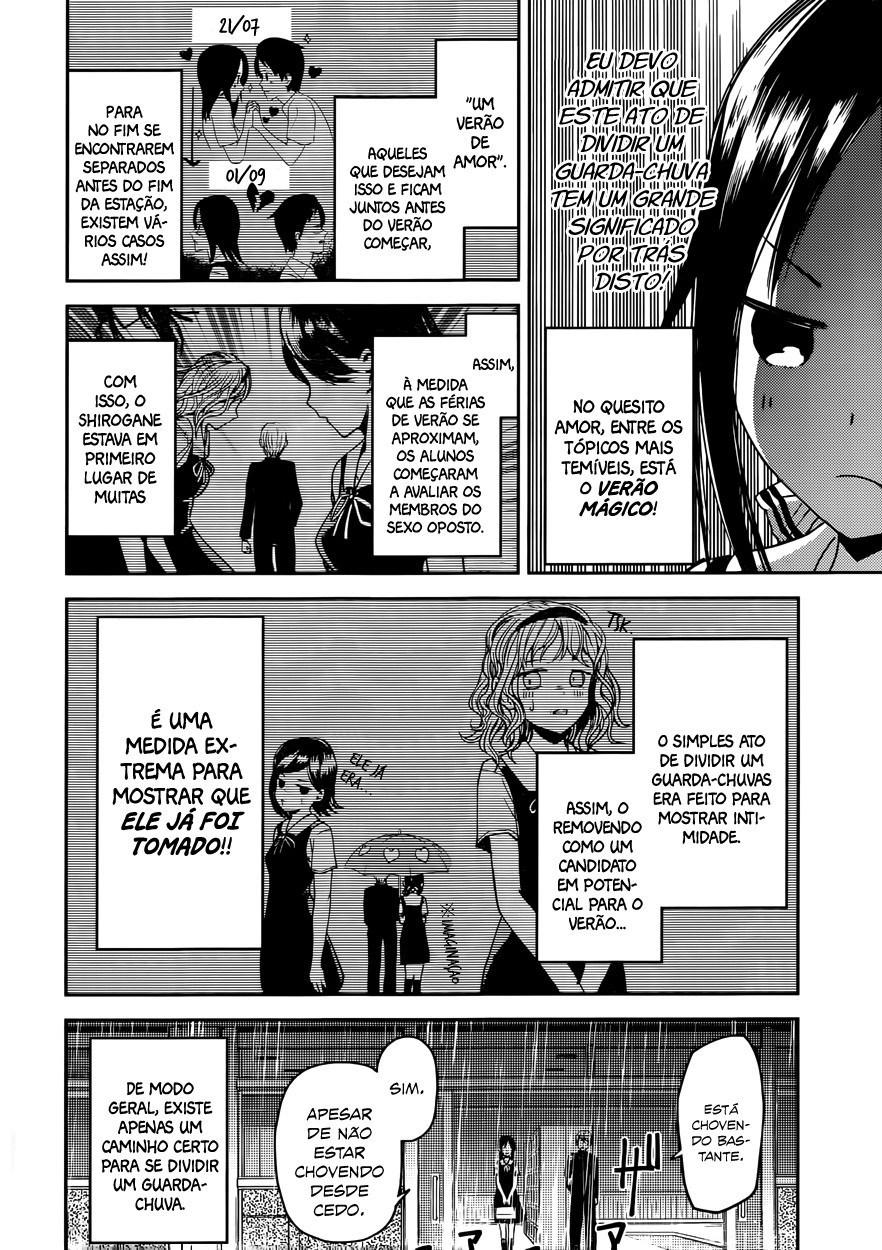 EU DEVO
ADMITIR QUE
ESTE ATO DE
DIVIDIR UM
GUARDA-CHUVA
TEM UM GRANDE
SIGNIFICADO
POR TRÁS
DISTO!
NO QUESITO
AMOR, ENTRE OS
TÓPICOS MAIS
TEMÍVEIS, ESTÁ
O VERÃO
MÁGICO!
"UM
VERÃO
DE
AMOR".
AQUELES
QUE DESEJAM
ISSO E FICAM
JUNTOS ANTES
DO VERÃO
COMEÇAR,
21/07
01/09
PARA
NO FIM SE
ENCONTRAREM
SEPARADOS
ANTES DO FIM
DA ESTAÇÃO,
EXISTEM VÁ-
RIOS CASOS
ASSIM!
ASSIM,
À MEDIDA
QUE AS FÉRIAS
DE VERÃO SE
APROXIMAM,
OS ALUNOS
COMEÇARAM
A AVALIAR OS
MEMBROS DO
SEXO OPOSTO.
COM
ISSO, O
SHIROGANE
ESTAVA EM
PRIMEIRO
LUGAR DE
MUITAS
TSK.
O SIMPLES ATO
DE DIVIDIR UM
GUARDA-CHUVAS
ERA FEITO PARA
MOSTRAR INTI-
MIDADE.
ASSIM, O
REMOVENDO
COMO UM
CANDIDATO
EM POTEN-
CIAL PARA O
VERÃO...
ELE JÁ
ERA...
※IMAGINAÇÃO
É UMA
MEDIDA EX-
TREMA PARA
MOSTRAR QUE
ELE JÁ FOI
TOMADO!!
ESTÁ
CHOVEN-
DO BAS-
TANTE.
SIM.
APESAR
DE NÃO
ESTAR
CHOVENDO
DESDE
CEDO.
DE MODO
GERAL, EXISTE
APENAS UM
CAMINHO CERTO
PARA SE DIVIDIR
UM GUARDA-
CHUVA.